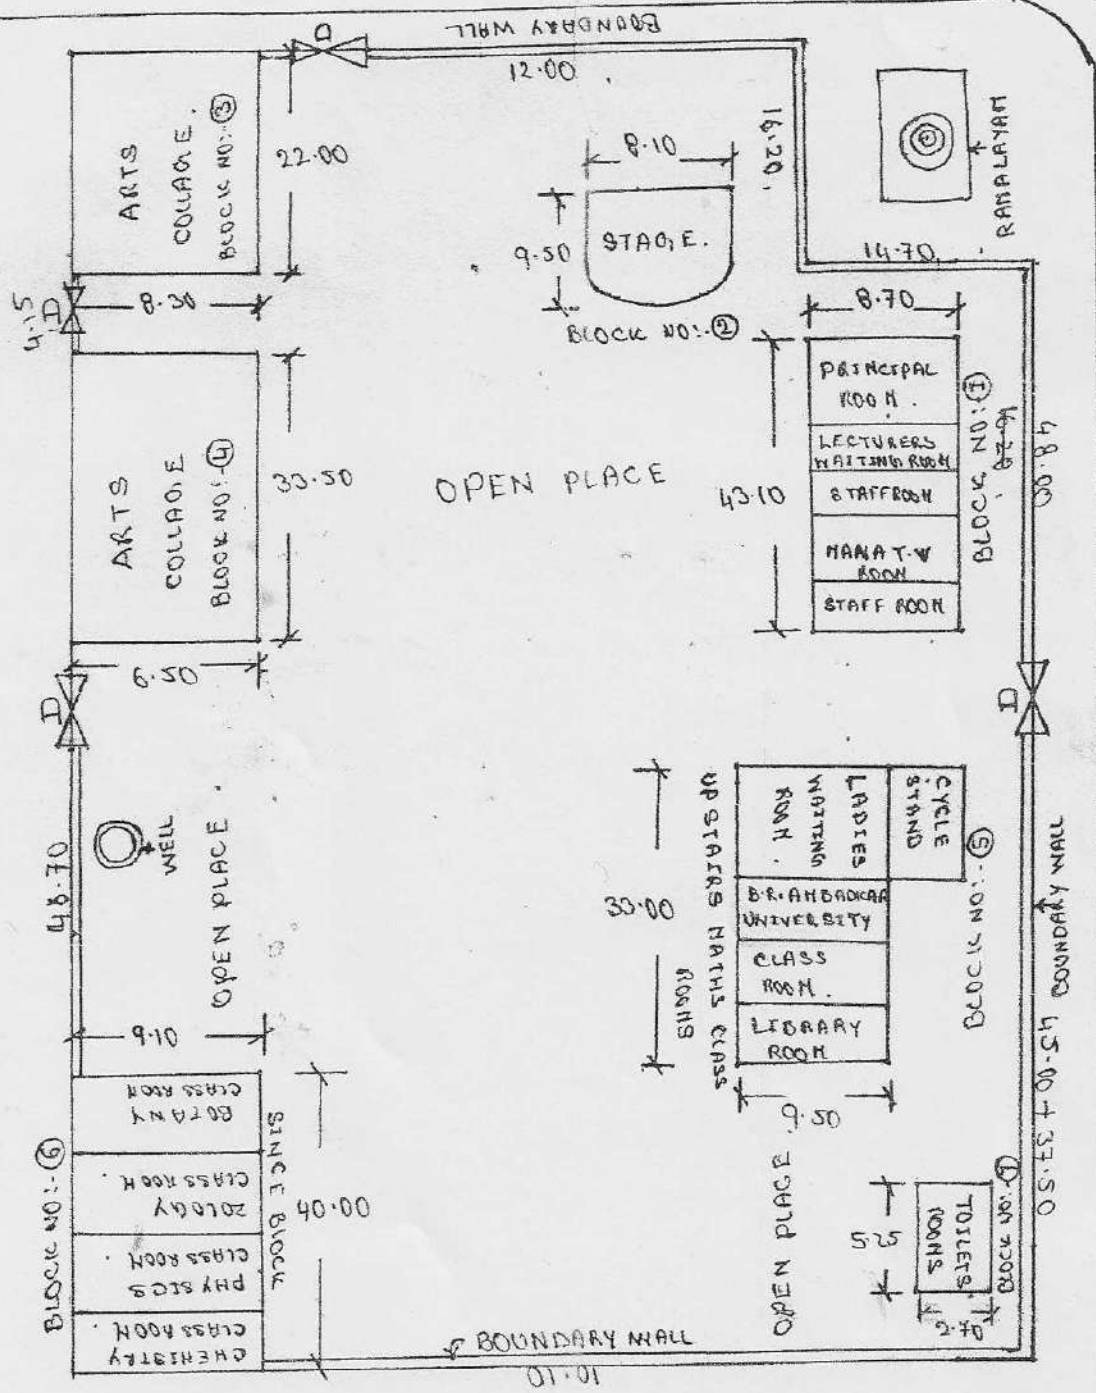 BOUNDARY WALL
D
12.00
16.20
RAMALAYAM
14.70
ARTS
COLLAGE.
BLOCK NO:-③
22.00
8.30
8.10
9.50
STAGE.
BLOCK NO:-②
4.15
D
8.70
PRINCIPAL
ROOM.
LECTURERS
WAITING ROOM
STAFFROOM
MANA T.V
ROOM
STAFF ROOM
43.10
BLOCK NO:-①
48.00
ARTS
COLLAGE
BLOOK NO:-④
33.50
6.50
OPEN PLACE
D
D
48.70
WELL
OPEN PLACE.
9.10
UPSTAIRS MATHS CLASS
ROOMS
33.00
LADIES
WAITING
ROOM.
CYCLE
STAND
B.R.AMBADKAR
UNIVERSITY
CLASS
ROOM.
LIBRARY
ROOM
9.50
BLOCK NO:-⑤
BOUNDARY WALL
45.00+37.50
BLOCK NO:-⑥
BOTANY
CLASS ROOM
ZOLOGY
CLASS ROOM.
PHYSICS
CLASS ROOM.
CHEMISTRY
CLASS ROOM.
SINCE BLOCK
40.00
OPEN PLACE
5.25
TOILETS.
ROOMS
BLOCK NO:-⑦
2.70
BOUNDARY WALL
10.10